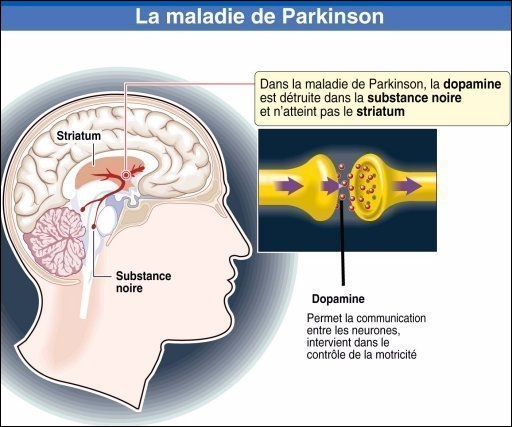 La maladie de Parkinson
Dans la maladie de Parkinson, la dopamine
est détruite dans la substance noire
et n'atteint pas le striatum
Striatum
Substance
noire
Dopamine
Permet la communication
entre les neurones,
intervient dans le
contrôle de la motricité